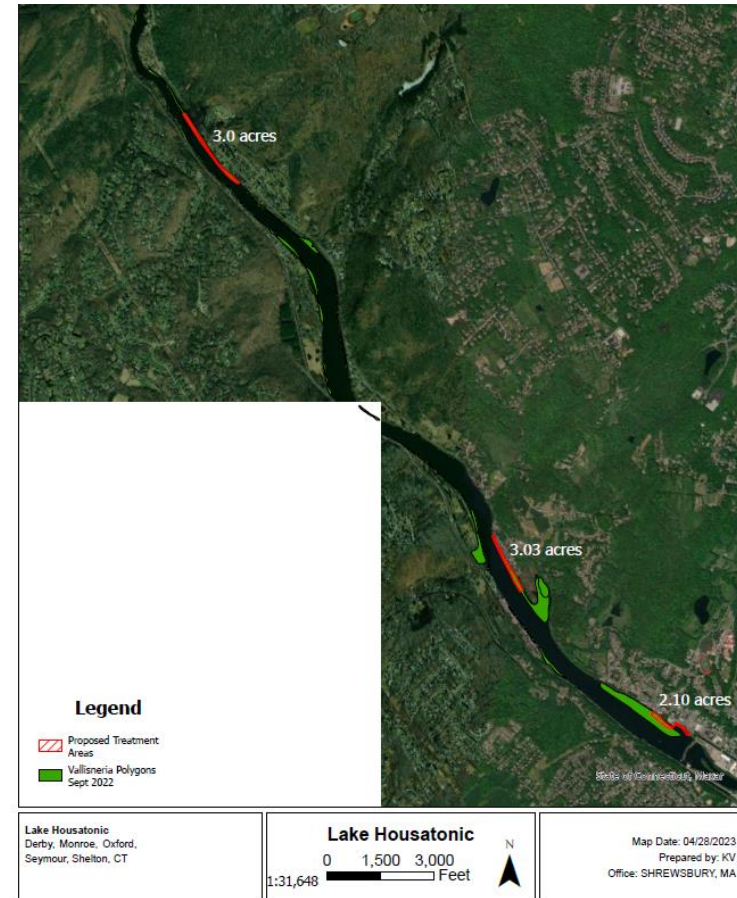 3.0 acres
3.03 acres
2.10 acres
State of Connecticut, Maxar
Legend
Proposed Treatment
Areas
Vallisneria Polygons
Sept 2022
Lake Housatonic
Derby, Monroe, Oxford,
Seymour, Shelton, CT
Lake Housatonic
N
0 1,500 3,000
1:31,648 Feet
Map Date: 04/28/2023
Prepared by: KV
Office: SHREWSBURY, MA